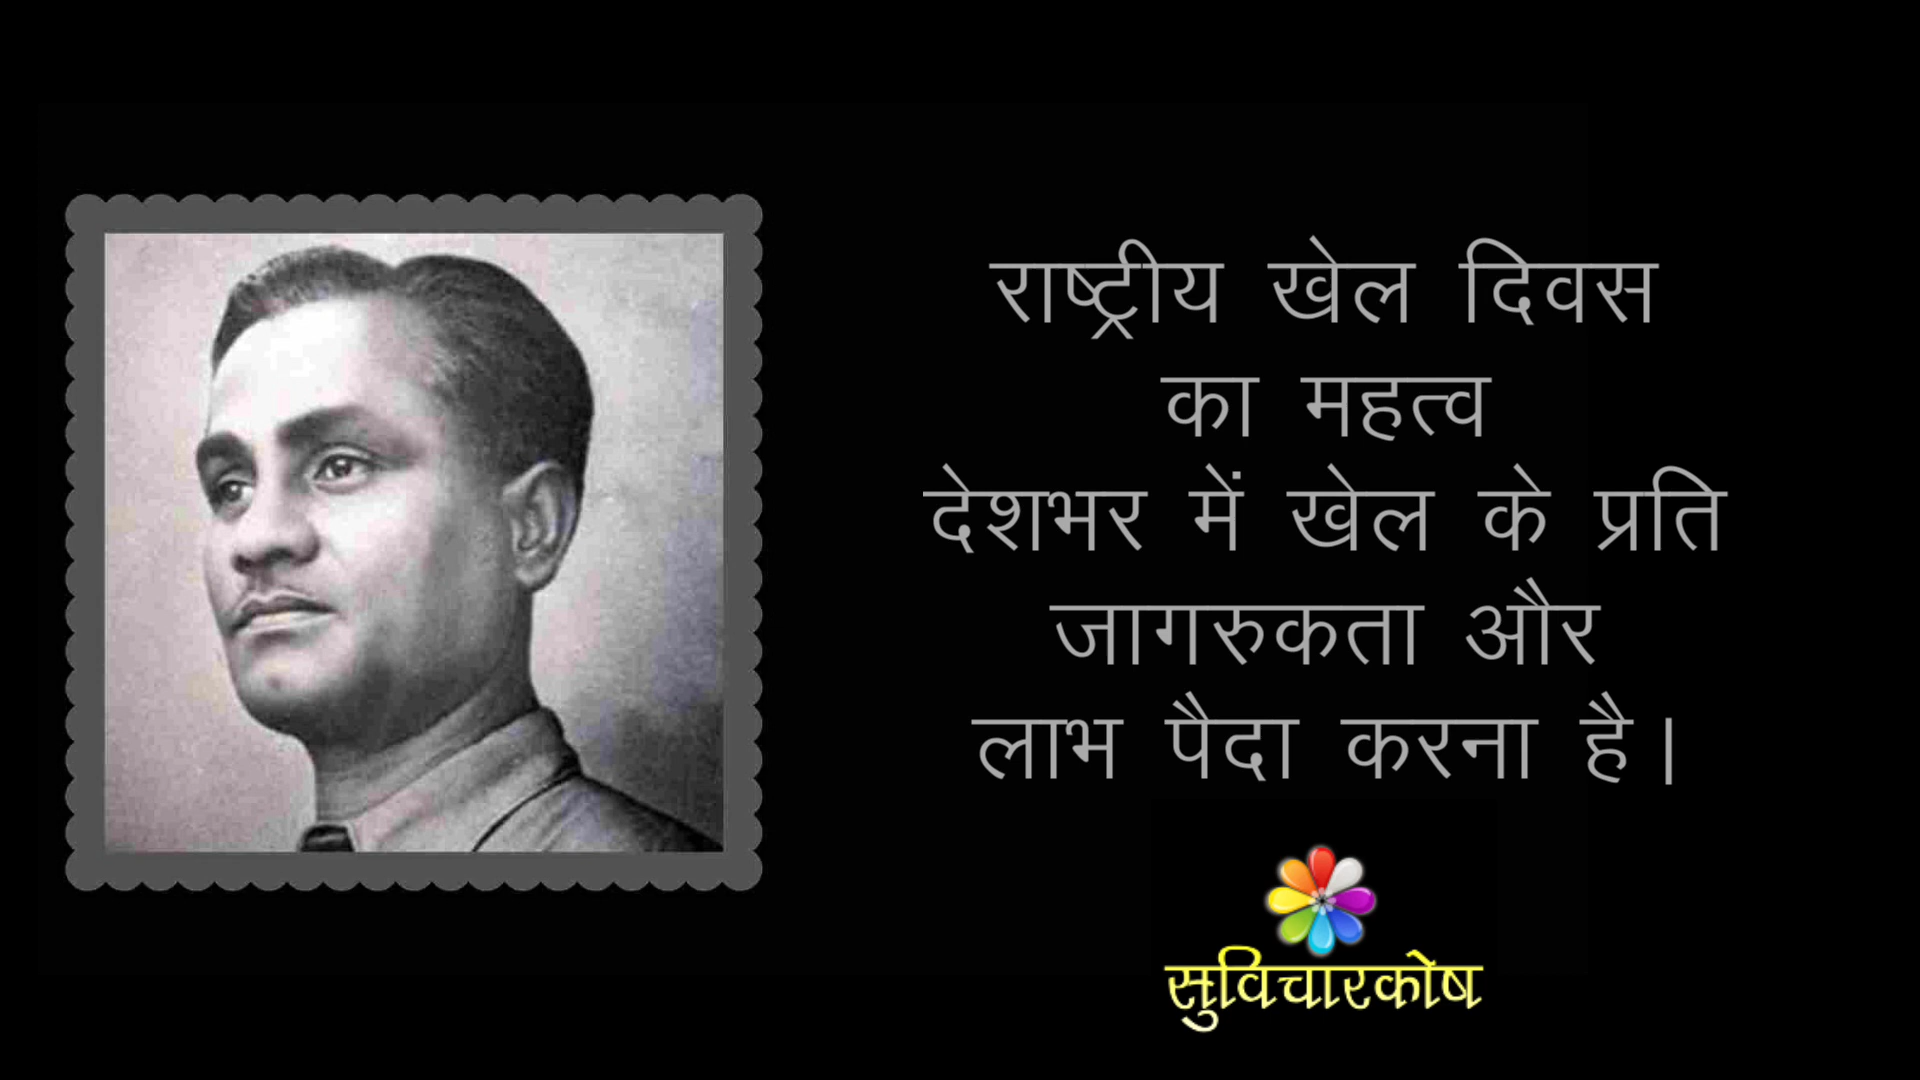 राष्ट्रीय खेल दिवस
का महत्व
देशभर में खेल के प्रति
जागरुकता और
लाभ पैदा करना है।
सुविचारकोष